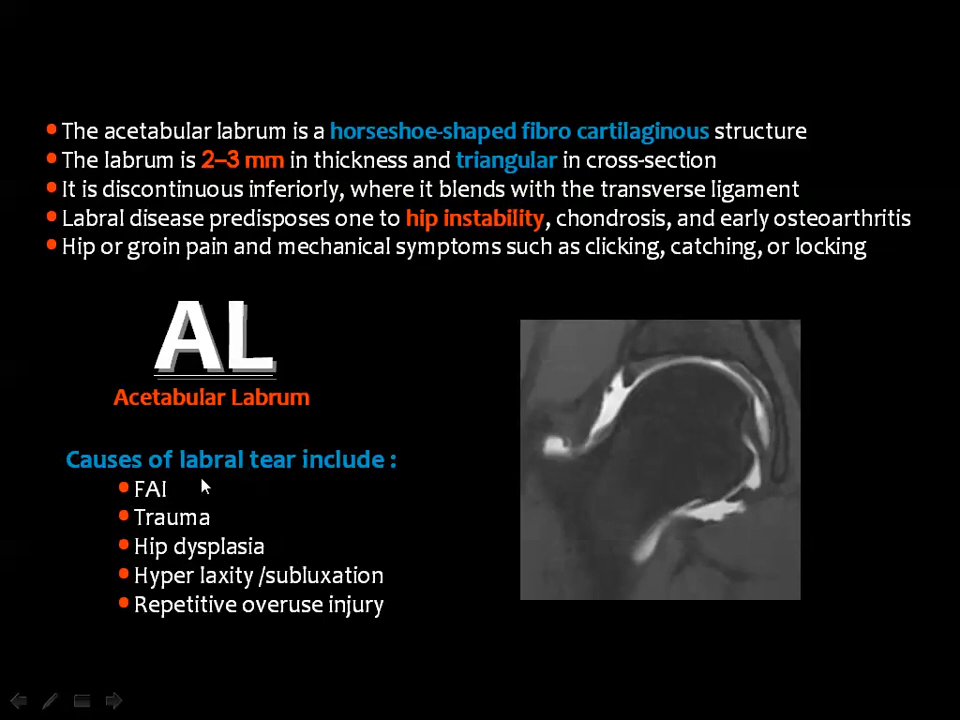 The acetabular labrum is a horseshoe-shaped fibro cartilaginous structure
The labrum is 2–3 mm in thickness and triangular in cross-section
It is discontinuous inferiorly, where it blends with the transverse ligament
Labral disease predisposes one to hip instability, chondrosis, and early osteoarthritis
Hip or groin pain and mechanical symptoms such as clicking, catching, or locking
AL
Acetabular Labrum
Causes of labral tear include :
FAI
Trauma
Hip dysplasia
Hyper laxity /subluxation
Repetitive overuse injury